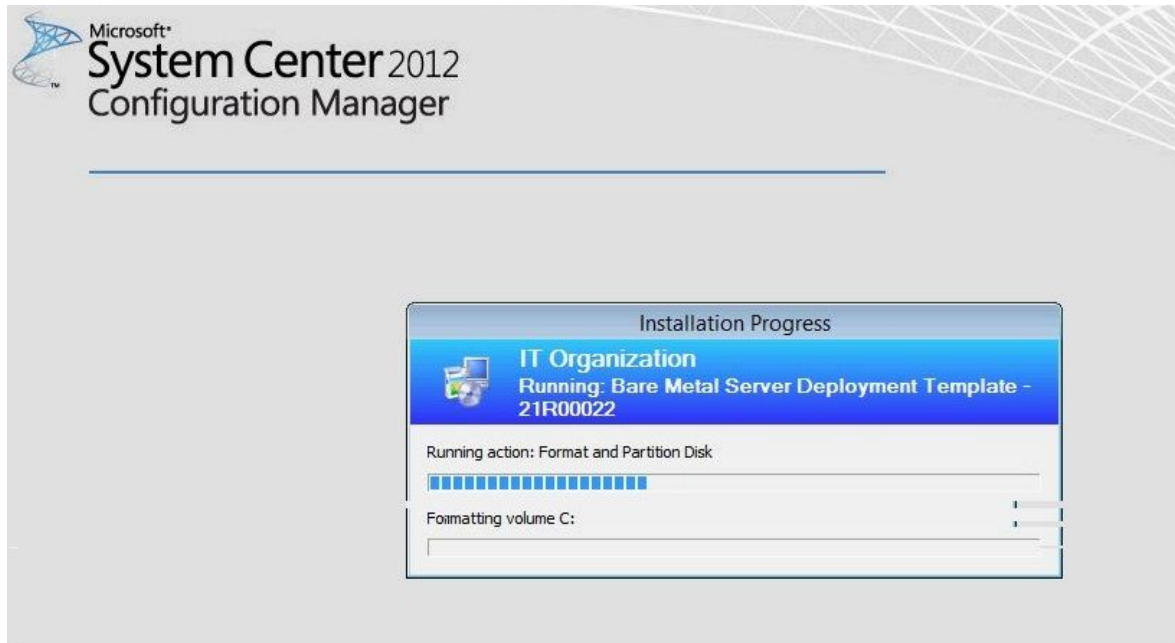 Microsoft®
System Center 2012
Configuration Manager
Installation Progress
IT Organization
Running: Bare Metal Server Deployment Template -
21R00022
Running action: Format and Partition Disk
Formatting volume C: